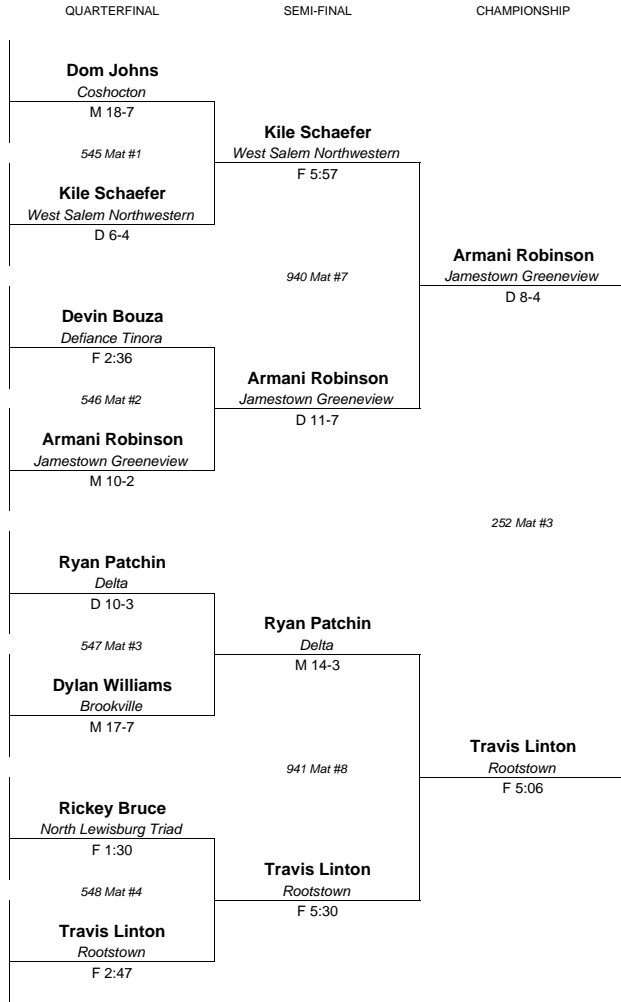 QUARTERFINAL SEMI-FINAL CHAMPIONSHIP
Dom Johns
Coshocton
M 18-7
Kile Schaefer
545 Mat #1
West Salem Northwestern
F 5:57
Kile Schaefer
West Salem Northwestern
D 6-4
Armani Robinson
940 Mat #7
Jamestown Greeneview
D 8-4
Devin Bouza
Defiance Tinora
F 2:36
Armani Robinson
546 Mat #2
Jamestown Greeneview
D 11-7
Armani Robinson
Jamestown Greeneview
M 10-2
252 Mat #3
Ryan Patchin
Delta
D 10-3
Ryan Patchin
547 Mat #3
Delta
M 14-3
Dylan Williams
Brookville
M 17-7
Travis Linton
941 Mat #8
Rootstown
F 5:06
Rickey Bruce
North Lewisburg Triad
F 1:30
Travis Linton
548 Mat #4
Rootstown
F 5:30
Travis Linton
Rootstown
F 2:47